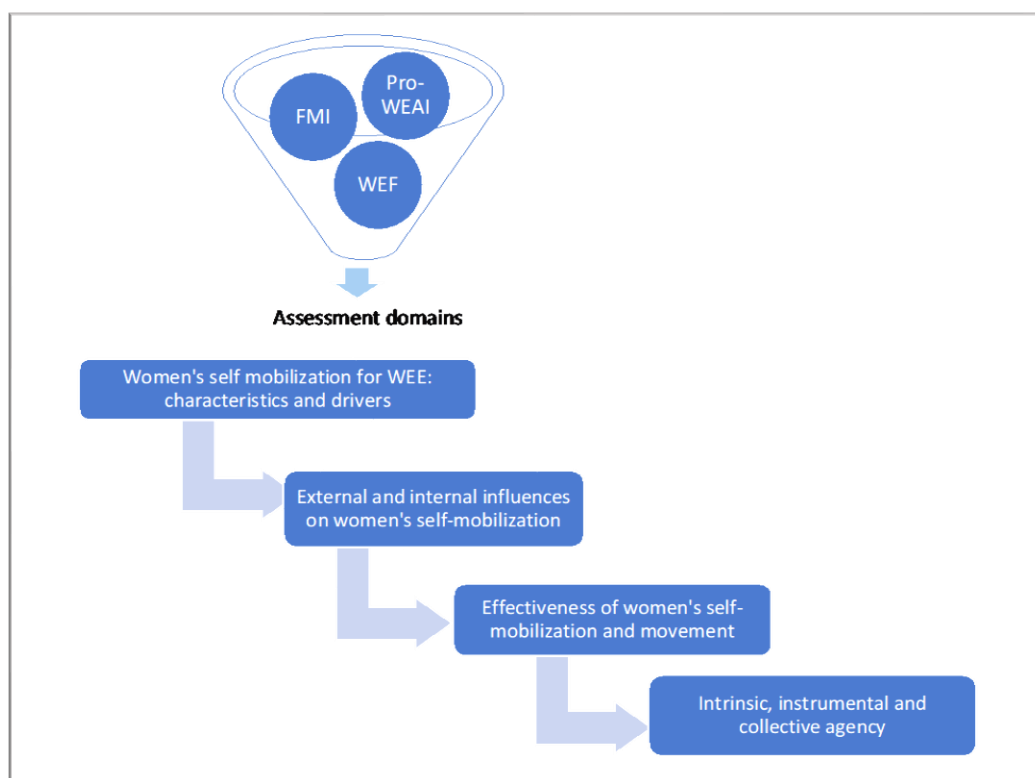 Pro-
WEAI
FMI
WEF
Assessment domains
Women's self mobilization for WEE:
characteristics and drivers
External and internal influences
on women's self-mobilization
Effectiveness of women's self-
mobilization and movement
Intrinsic, instrumental and
collective agency